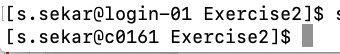 [s.sekar@login-01 Exercise2]$ s
[s.sekar@c0161 Exercise2]$